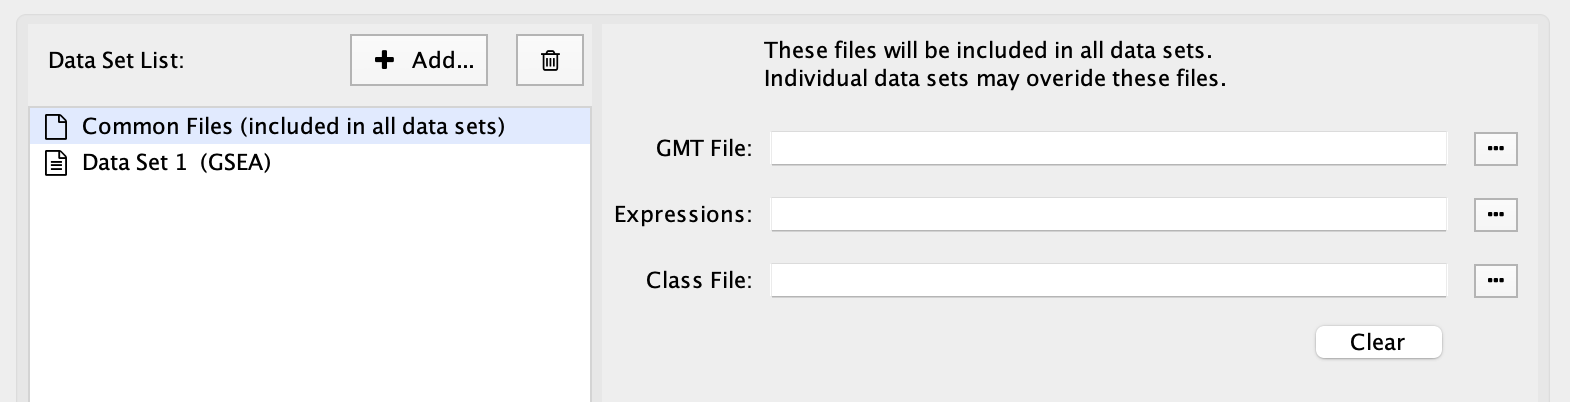 Data Set List:
Add...
Common Files (included in all data sets)
Data Set 1 (GSEA)
These files will be included in all data sets.
Individual data sets may overide these files.
GMT File:
...
Expressions:
...
Class File:
...
Clear